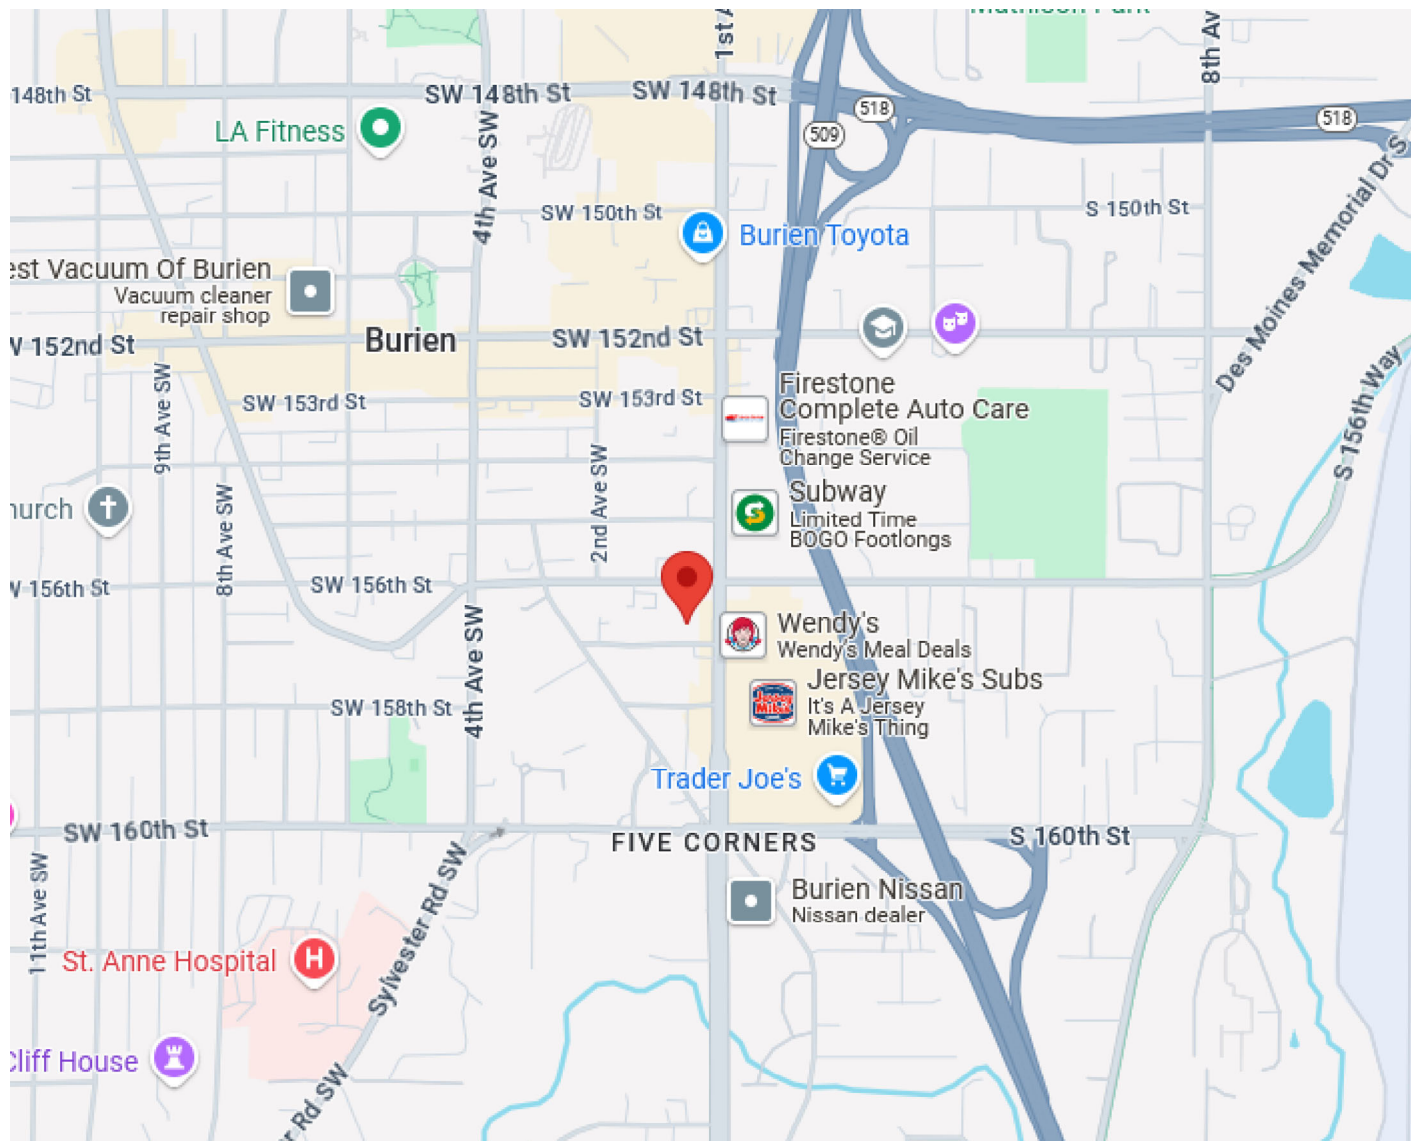 Mathison Park
1st A
8th Av
148th St
SW 148th St
SW 148th St
518
518
509
LA Fitness
4th Ave SW
SW 150th St
S 150th St
Burien Toyota
Des Moines Memorial Dr S
est Vacuum Of Burien
Vacuum cleaner
repair shop
W 152nd St
Burien
SW 152nd St
SW 153rd St
SW 153rd St
Firestone
Complete Auto Care
Firestone® Oil
Change Service
S 156th Way
9th Ave SW
8th Ave SW
2nd Ave SW
Subway
Limited Time
BOGO Footlongs
hurch
W 156th St
SW 156th St
Wendy's
Wendy's Meal Deals
4th Ave SW
Jersey Mike's Subs
It's A Jersey
Mike's Thing
Jersey
Mike's
SW 158th St
Trader Joe's
SW 160th St
FIVE CORNERS
S 160th St
11th Ave SW
Sylvester Rd SW
Burien Nissan
Nissan dealer
St. Anne Hospital
H
Cliff House
er Rd SW